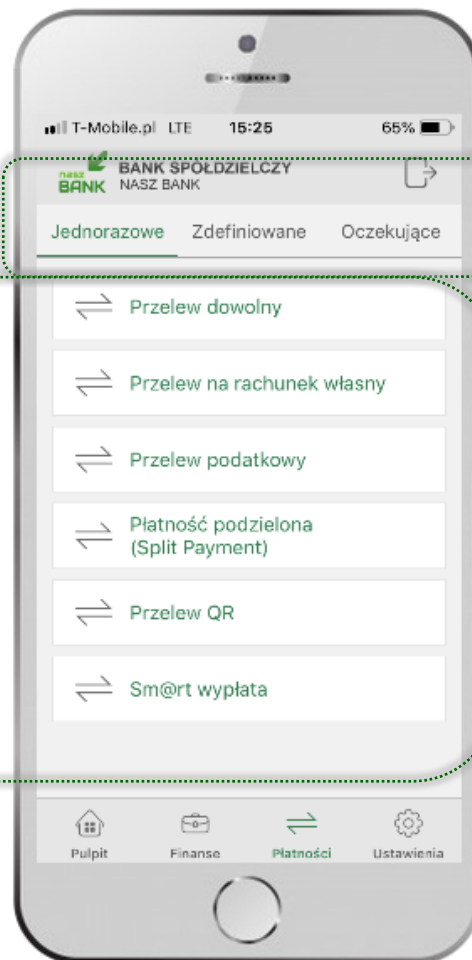 T-Mobile.pl LTE 15:25 65%
nasz BANK
BANK SPÓŁDZIELCZY
NASZ BANK
Jednorazowe Zdefiniowane Oczekujące
Przelew dowolny
Przelew na rachunek własny
Przelew podatkowy
Płatność podzielona
(Split Payment)
Przelew QR
Sm@rt wypłata
Pulpit Finanse Płatności Ustawienia